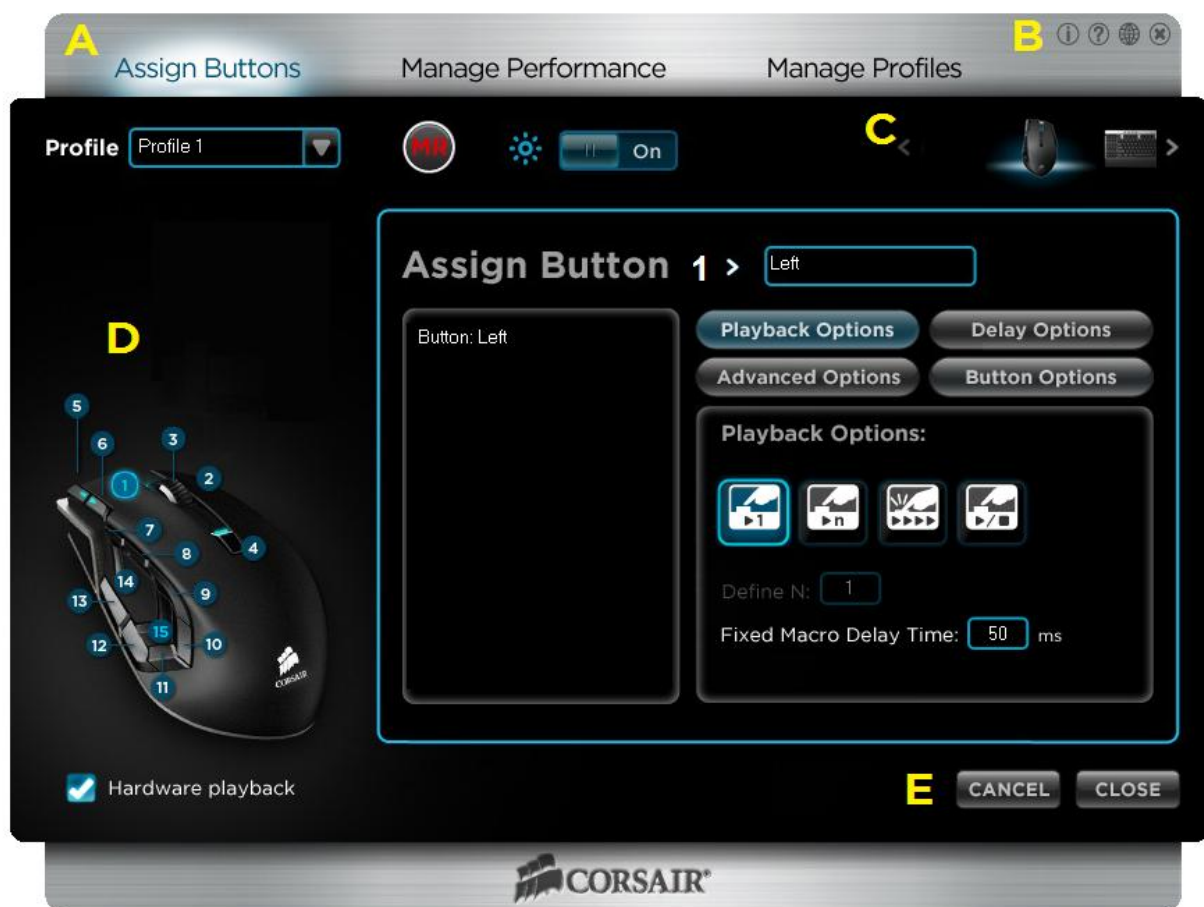 A
B
Assign Buttons Manage Performance Manage Profiles
Profile Profile 1 MR On C
Assign Button 1 > Left
Button: Left
Playback Options Delay Options
Advanced Options Button Options
Playback Options:
1 n
Define N: 1
Fixed Macro Delay Time: 50 ms
D
5
6
3
1
2
7
8
4
14
9
13
15
12
10
11
CORSAIR
Hardware playback
E CANCEL CLOSE
CORSAIR®